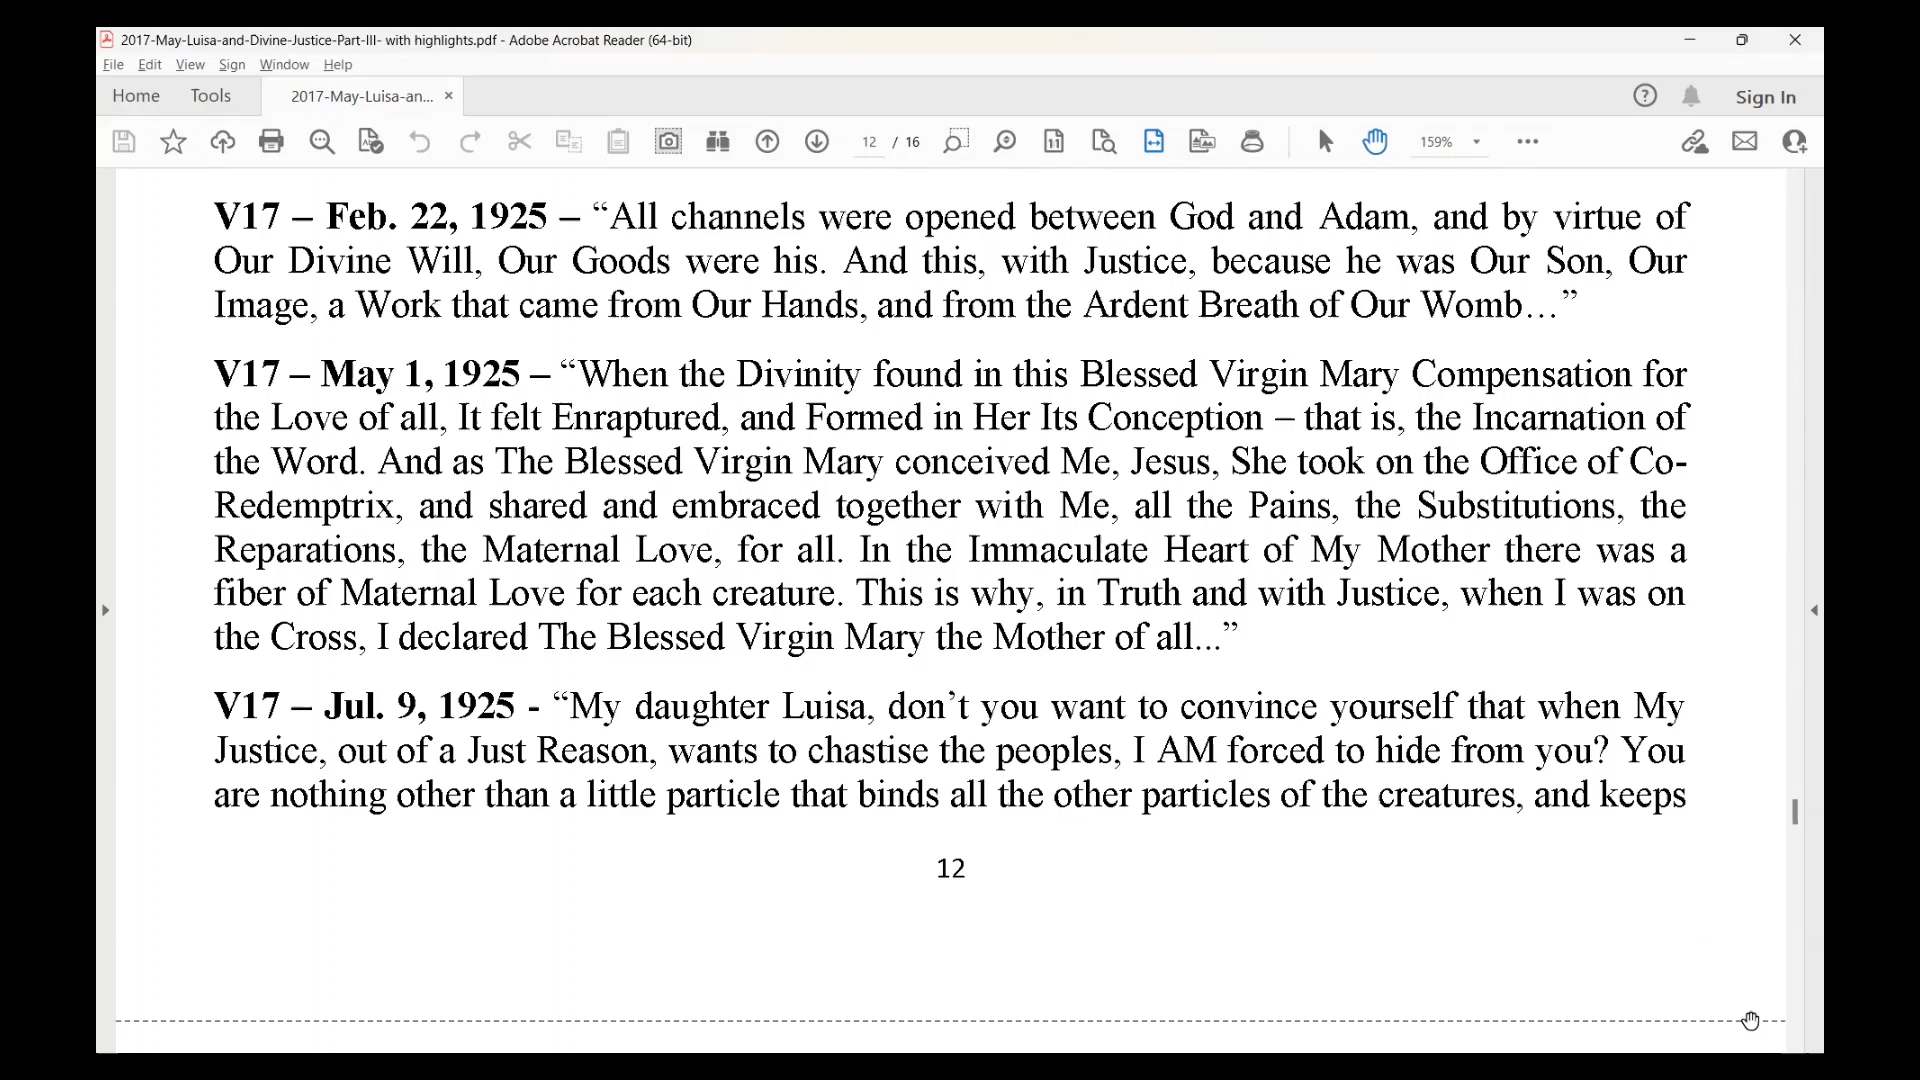 2017-May-Luisa-and-Divine-Justice-Part-III- with highlights.pdf - Adobe Acrobat Reader (64-bit)
File Edit View Sign Window Help
Home Tools 2017-May-Luisa-an... × Sign In
12 / 16 159%
V17 – Feb. 22, 1925 – “All channels were opened between God and Adam, and by virtue of
Our Divine Will, Our Goods were his. And this, with Justice, because he was Our Son, Our
Image, a Work that came from Our Hands, and from the Ardent Breath of Our Womb…”
V17 – May 1, 1925 – “When the Divinity found in this Blessed Virgin Mary Compensation for
the Love of all, It felt Enraptured, and Formed in Her Its Conception – that is, the Incarnation of
the Word. And as The Blessed Virgin Mary conceived Me, Jesus, She took on the Office of Co-
Redemptrix, and shared and embraced together with Me, all the Pains, the Substitutions, the
Reparations, the Maternal Love, for all. In the Immaculate Heart of My Mother there was a
fiber of Maternal Love for each creature. This is why, in Truth and with Justice, when I was on
the Cross, I declared The Blessed Virgin Mary the Mother of all...”
V17 – Jul. 9, 1925 - “My daughter Luisa, don’t you want to convince yourself that when My
Justice, out of a Just Reason, wants to chastise the peoples, I AM forced to hide from you? You
are nothing other than a little particle that binds all the other particles of the creatures, and keeps
12